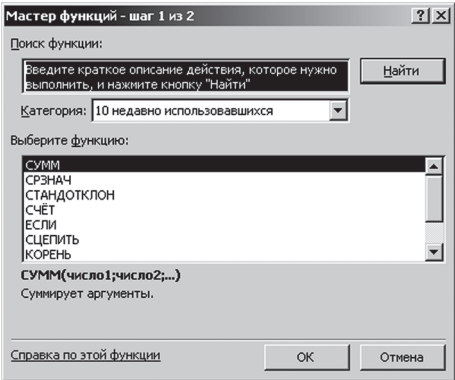 Мастер функций - шаг 1 из 2
Поиск функции:
Введите краткое описание действия, которое нужно
выполнить, и нажмите кнопку "Найти"
Найти
Категория: 10 недавно использовавшихся
Выберите функцию:
СУММ
СРЗНАЧ
СТАНДОТКЛОН
СЧЁТ
ЕСЛИ
СЦЕПИТЬ
КОРЕНЬ
СУММ(число1;число2;...)
Суммирует аргументы.
Справка по этой функции
ОК
Отмена